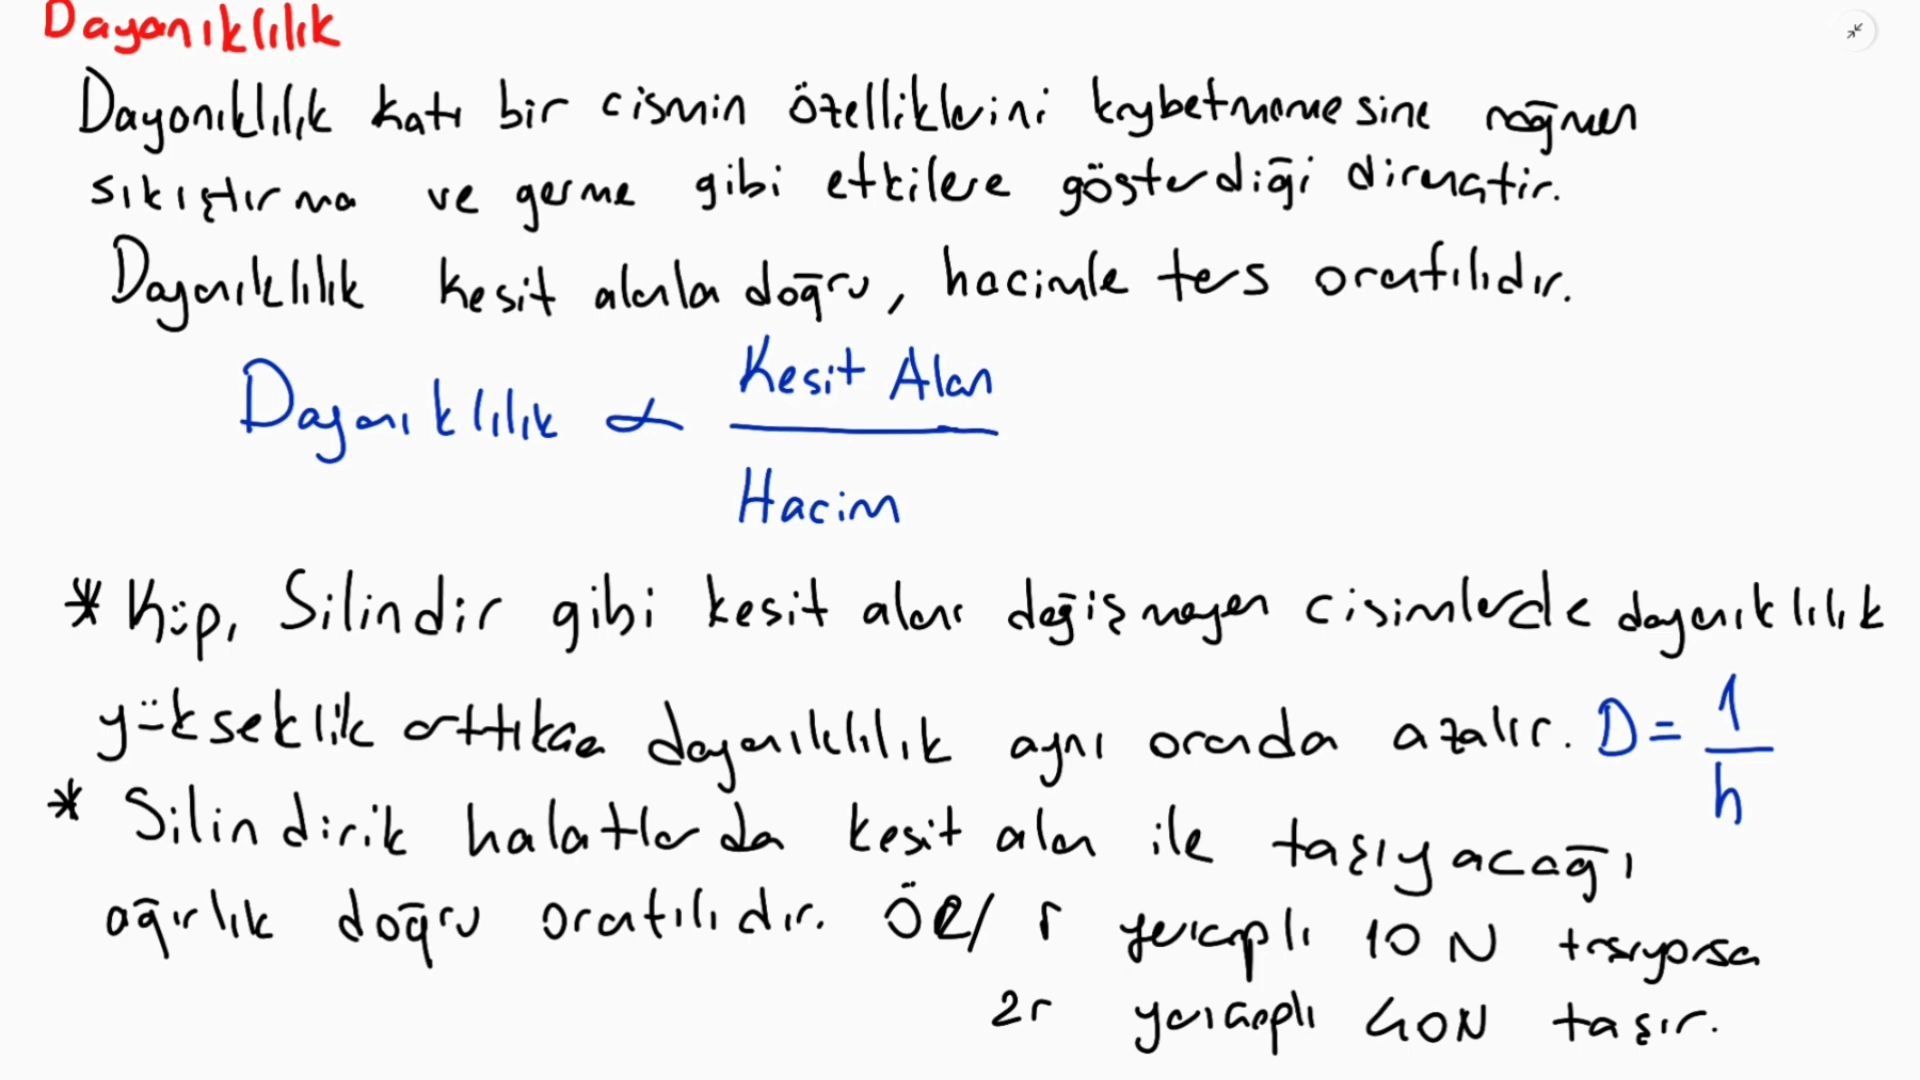 Dayanıklılık
Dayanıklılık katı bir cismin özelliklerini kaybetmemesine rağmen
sıkıştırma ve germe gibi etkilere gösterdiği dirençtir.
Dayanıklılık kesit alanla doğru, hacimle ters orantılıdır.
Dayanıklılık α Kesit Alan
Hacim
* Küp, Silindir gibi kesit alanı değişmeyen cisimlerde dayanıklılık
yükseklik arttıkça dayanıklılık aynı oranda azalır. D = 1/h
* Silindirik halatlarda kesit alan ile taşıyacağı
ağırlık doğru orantılıdır. ÖR/ r yarıçaplı 10 N taşıyorsa
2r yarıçaplı 40N taşır.